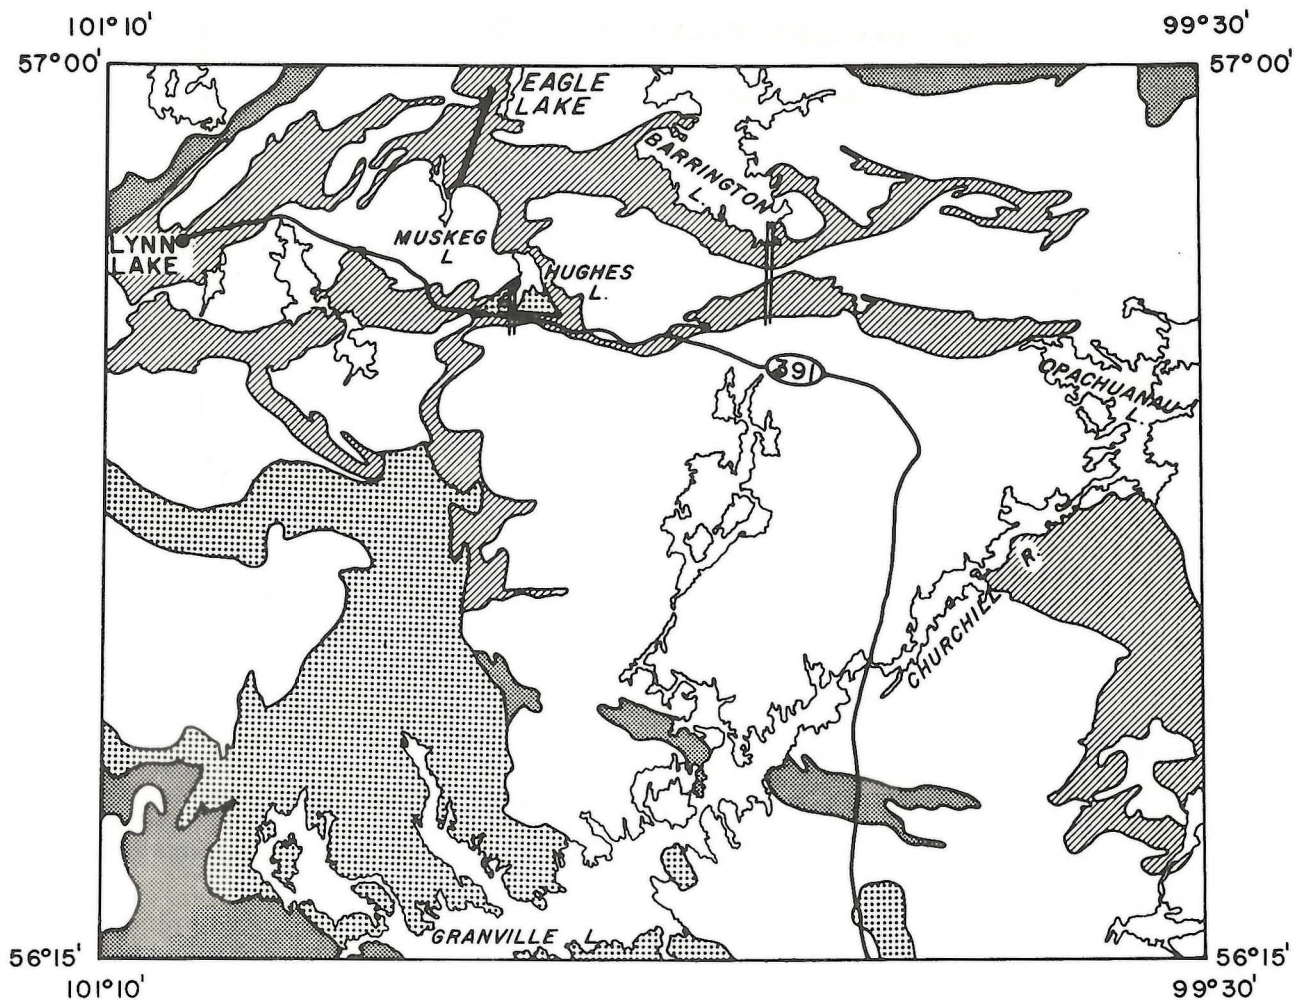 101°10'
99°30'
57°00'
57°00'
EAGLE
LAKE
BARRINGTON
L.
LYNN
LAKE
MUSKEG
L
HUGHES
L.
391
OPACHUANAU
L.
CHURCHILL R.
GRANVILLE L.
56°15'
56°15'
101°10'
99°30'